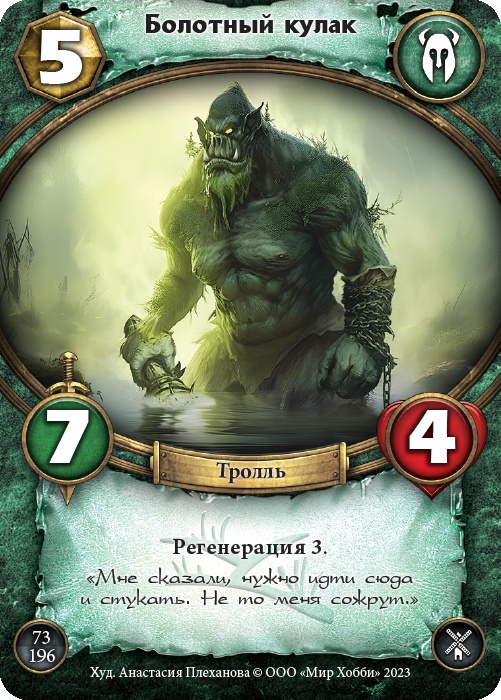 Болотный кулак
5
7
4
Тролль
Регенерация 3.
«Мне сказали, нужно идти сюда
и стукать. Не то меня сожрут.»
73
196
Худ. Анастасия Плеханова © ООО «Мир Хобби» 2023